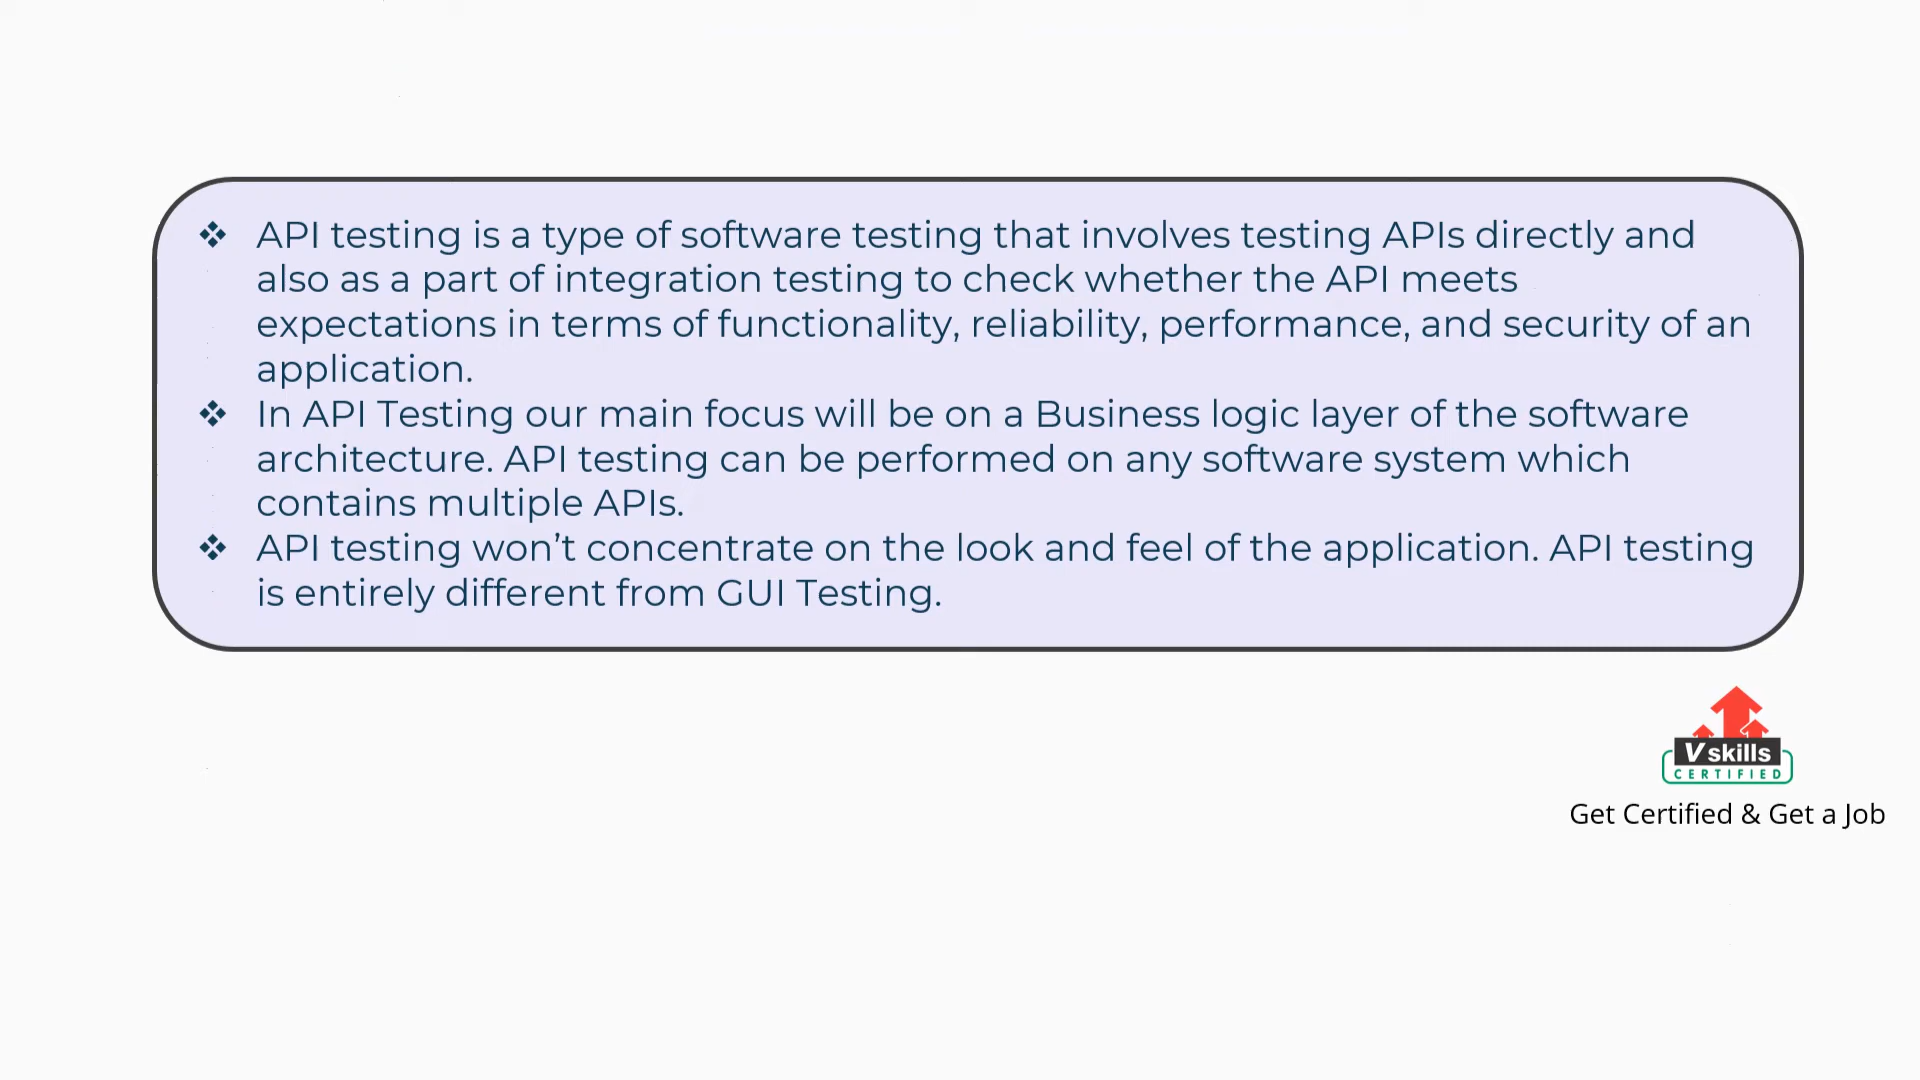 ❖ API testing is a type of software testing that involves testing APIs directly and
also as a part of integration testing to check whether the API meets
expectations in terms of functionality, reliability, performance, and security of an
application.
❖ In API Testing our main focus will be on a Business logic layer of the software
architecture. API testing can be performed on any software system which
contains multiple APIs.
❖ API testing won’t concentrate on the look and feel of the application. API testing
is entirely different from GUI Testing.
Vskills
CERTIFIED
Get Certified & Get a Job